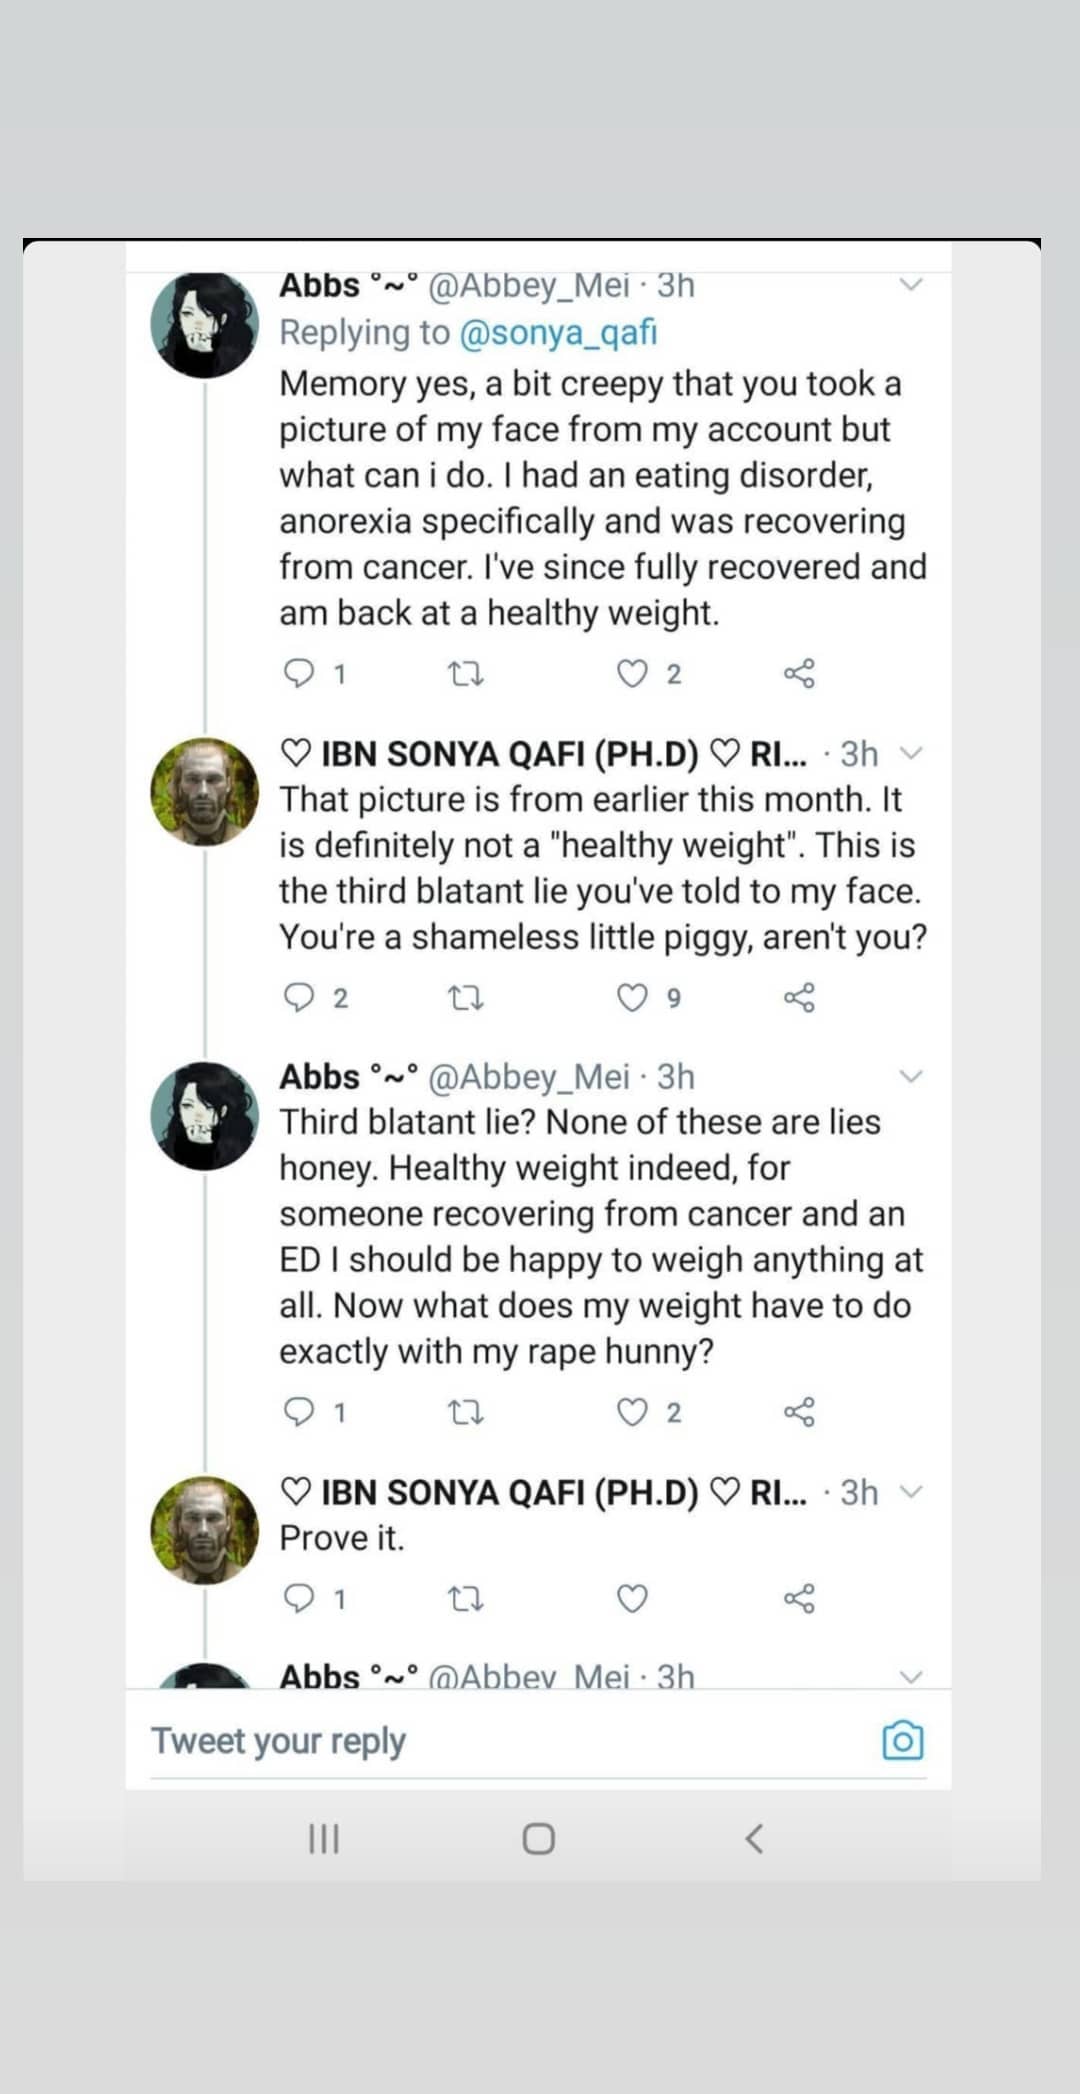 Abbs °~° @Abbey_Mei · 3h
Replying to @sonya_qafi
Memory yes, a bit creepy that you took a
picture of my face from my account but
what can i do. I had an eating disorder,
anorexia specifically and was recovering
from cancer. I've since fully recovered and
am back at a healthy weight.
1 2
♡ IBN SONYA QAFI (PH.D) ♡ RI... · 3h
That picture is from earlier this month. It
is definitely not a "healthy weight". This is
the third blatant lie you've told to my face.
You're a shameless little piggy, aren't you?
2 9
Abbs °~° @Abbey_Mei · 3h
Third blatant lie? None of these are lies
honey. Healthy weight indeed, for
someone recovering from cancer and an
ED I should be happy to weigh anything at
all. Now what does my weight have to do
exactly with my rape hunny?
1 2
♡ IBN SONYA QAFI (PH.D) ♡ RI... · 3h
Prove it.
1
Abbs °~° @Abbey_Mei · 3h
Tweet your reply